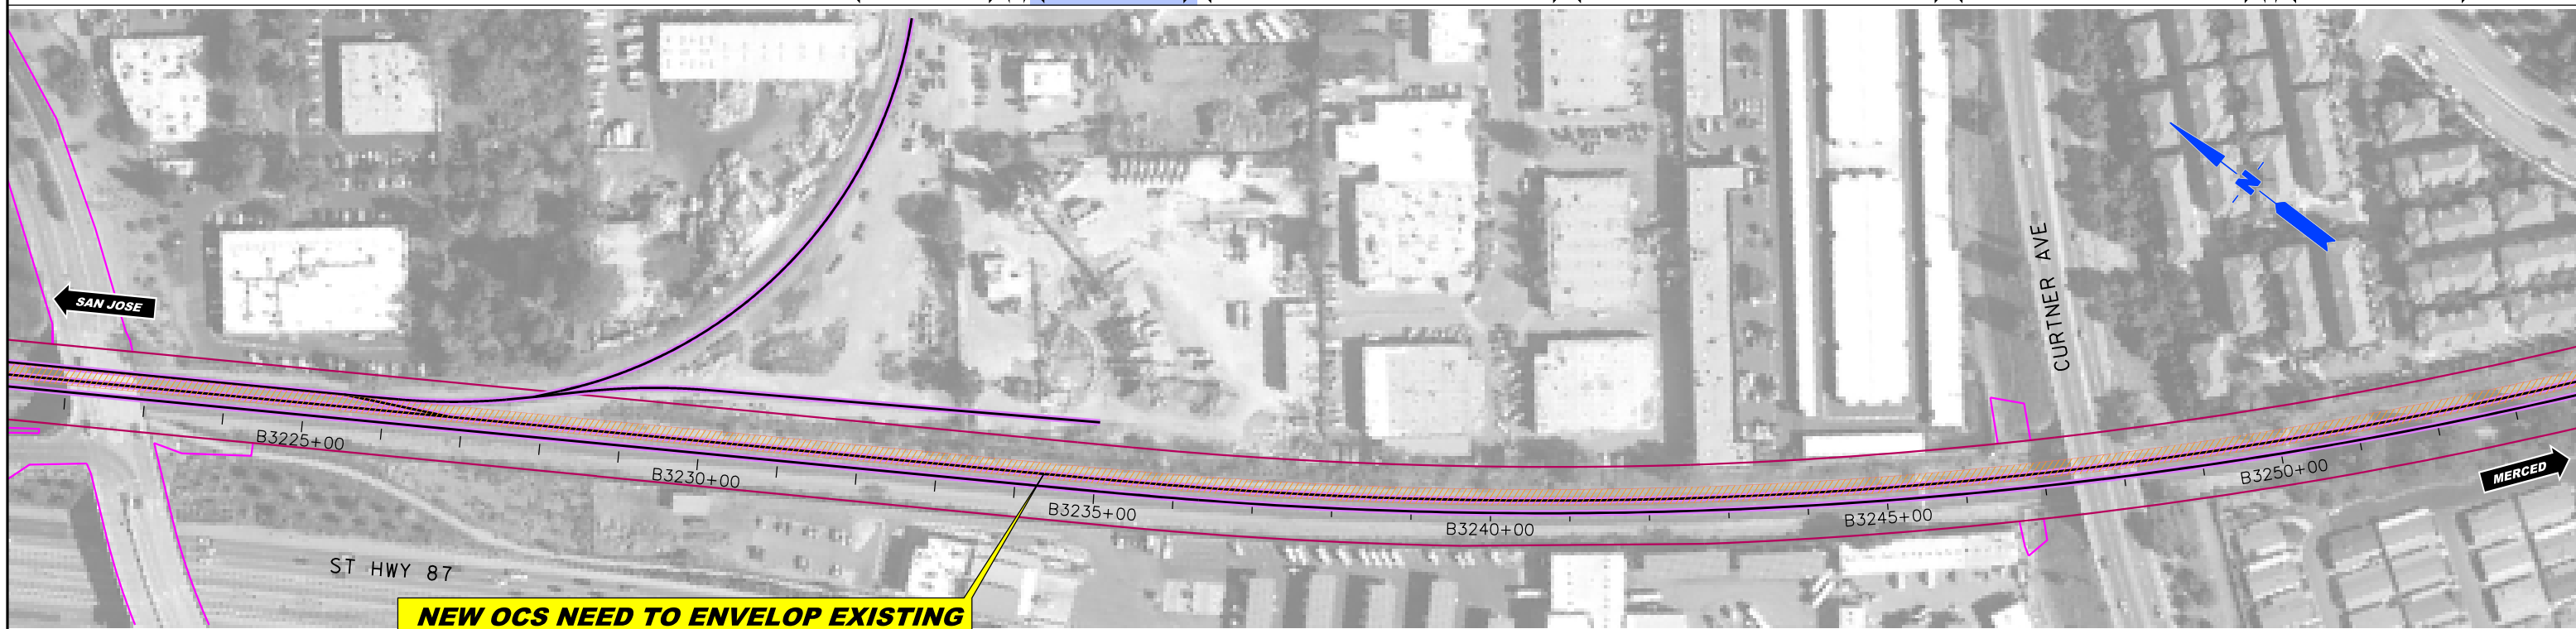 N
CURTNER AVE
SAN JOSE
B3225+00
B3230+00
B3235+00
B3240+00
B3245+00
B3250+00
MERCED
ST HWY 87
NEW OCS NEED TO ENVELOP EXISTING